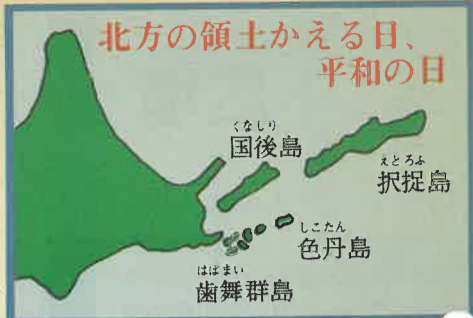 北方の領土かえる日、
平和の日
くなしり
国後島
えとろふ
択捉島
しこたん
色丹島
はぼまい
歯舞群島